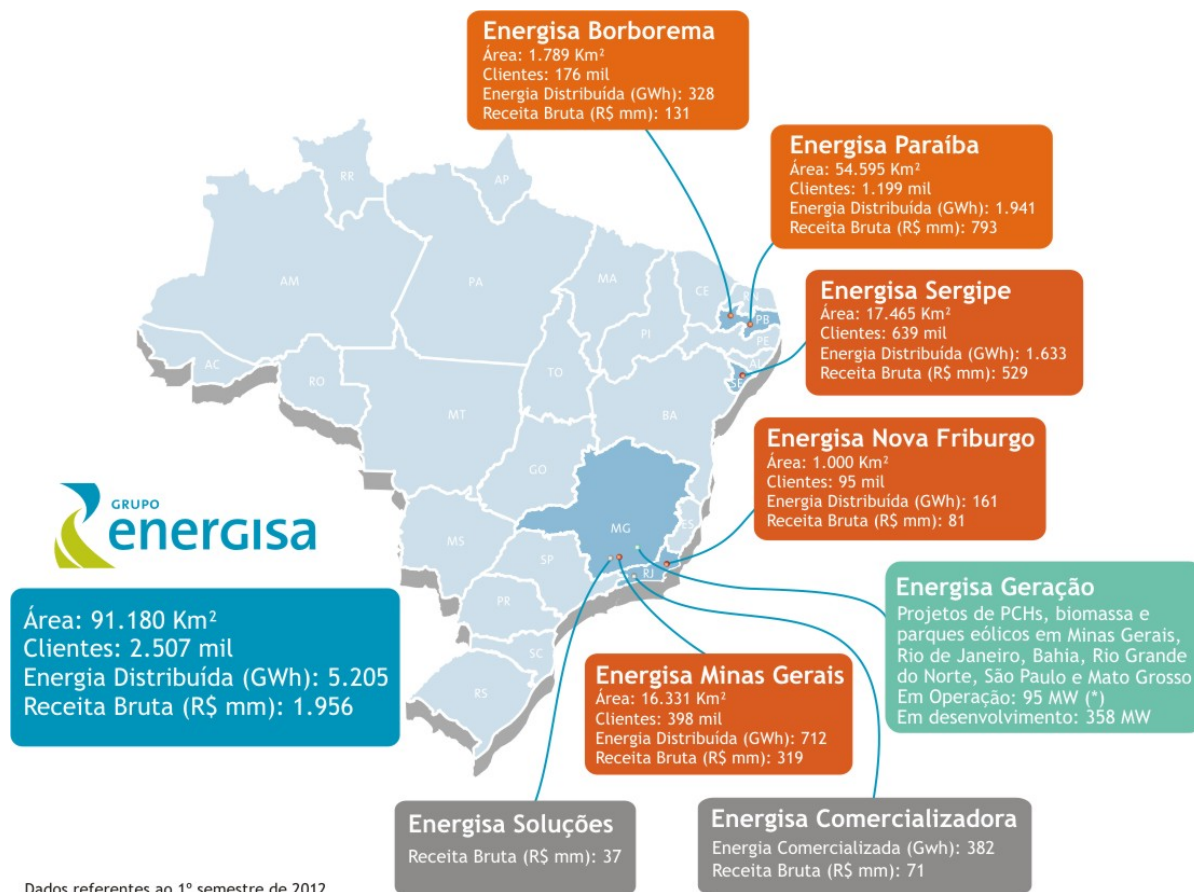 Energisa Borborema
Área: 1.789 Km²
Clientes: 176 mil
Energia Distribuída (GWh): 328
Receita Bruta (R$ mm): 131
Energisa Paraíba
Área: 54.595 Km²
Clientes: 1.199 mil
Energia Distribuída (GWh): 1.941
Receita Bruta (R$ mm): 793
Energisa Sergipe
Área: 17.465 Km²
Clientes: 639 mil
Energia Distribuída (GWh): 1.633
Receita Bruta (R$ mm): 529
Energisa Nova Friburgo
Área: 1.000 Km²
Clientes: 95 mil
Energia Distribuída (GWh): 161
Receita Bruta (R$ mm): 81
RR
AP
AM
PA
MA
CE
PB
PE
PI
AL
SE
AC
RO
TO
BA
MT
GO
MG
ES
MS
SP
RJ
PR
SC
RS
GRUPO
energisa
Área: 91.180 Km²
Clientes: 2.507 mil
Energia Distribuída (GWh): 5.205
Receita Bruta (R$ mm): 1.956
Energisa Geração
Projetos de PCHs, biomassa e
parques eólicos em Minas Gerais,
Rio de Janeiro, Bahia, Rio Grande
do Norte, São Paulo e Mato Grosso
Em Operação: 95 MW (*)
Em desenvolvimento: 358 MW
Energisa Minas Gerais
Área: 16.331 Km²
Clientes: 398 mil
Energia Distribuída (GWh): 712
Receita Bruta (R$ mm): 319
Energisa Soluções
Receita Bruta (R$ mm): 37
Energisa Comercializadora
Energia Comercializada (Gwh): 382
Receita Bruta (R$ mm): 71
Dados referentes ao 1º semestre de 2012